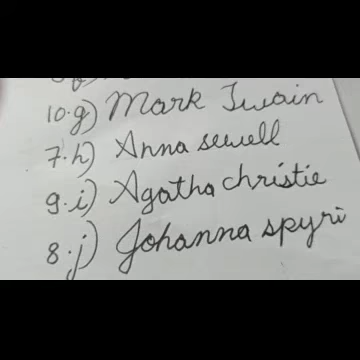 10.g) Mark Twain
7.h) Anna sewell
9.i) Agatha christie
8.j) Johanna spyri